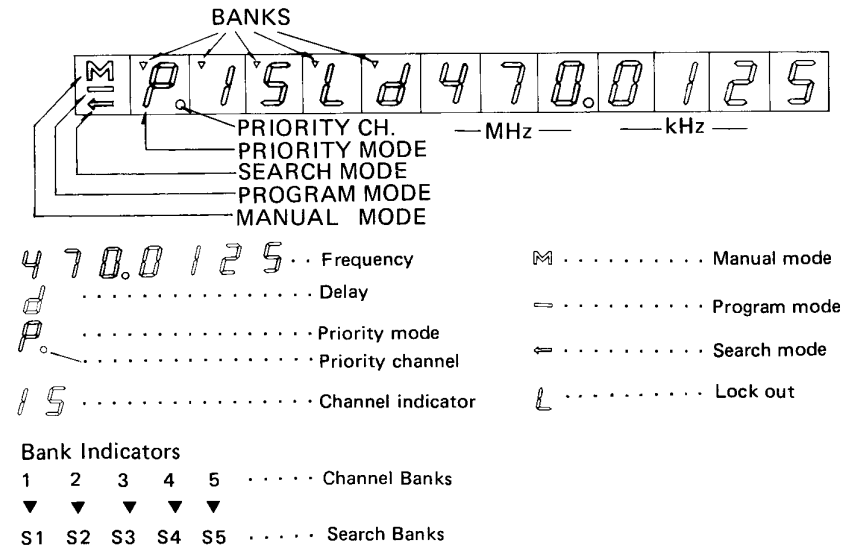 BANKS
M P. 1 5 L d 4 7 0. 0 1 2 5
PRIORITY CH.
PRIORITY MODE
SEARCH MODE
PROGRAM MODE
MANUAL MODE
MHz
kHz
4 7 0. 0 1 2 5 . . Frequency
d . . . . . . . . . . . . . . . . Delay
P. . . . . . . . . . . . . . . . . Priority mode
. . . . . . . . . . . . . . . . Priority channel
1 5 . . . . . . . . . . . . . . . . Channel indicator
M . . . . . . . . . . Manual mode
– . . . . . . . . . . Program mode
← . . . . . . . . . . Search mode
L . . . . . . . . . . Lock out
Bank Indicators
1 2 3 4 5 . . . . . Channel Banks
▼ ▼ ▼ ▼ ▼
S1 S2 S3 S4 S5 . . . . . Search Banks